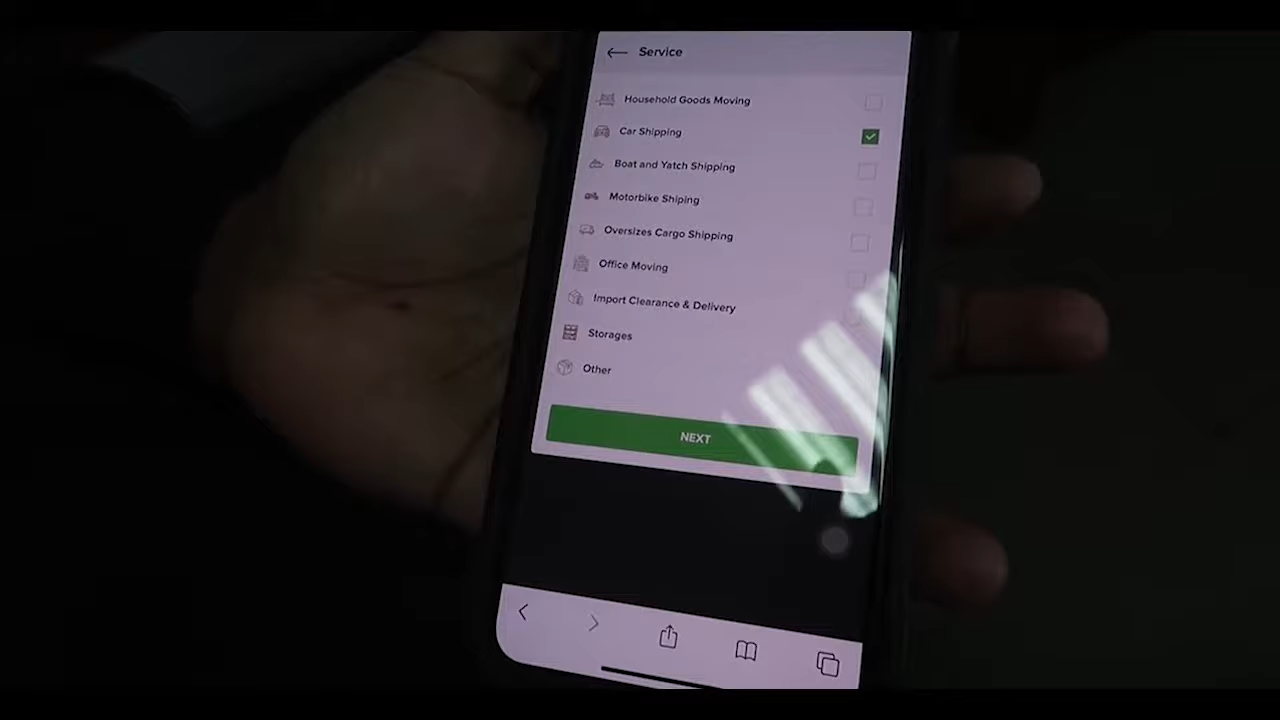 Service
Household Goods Moving
Car Shipping
Boat and Yatch Shipping
Motorbike Shiping
Oversizes Cargo Shipping
Office Moving
Import Clearance & Delivery
Storages
Other
NEXT